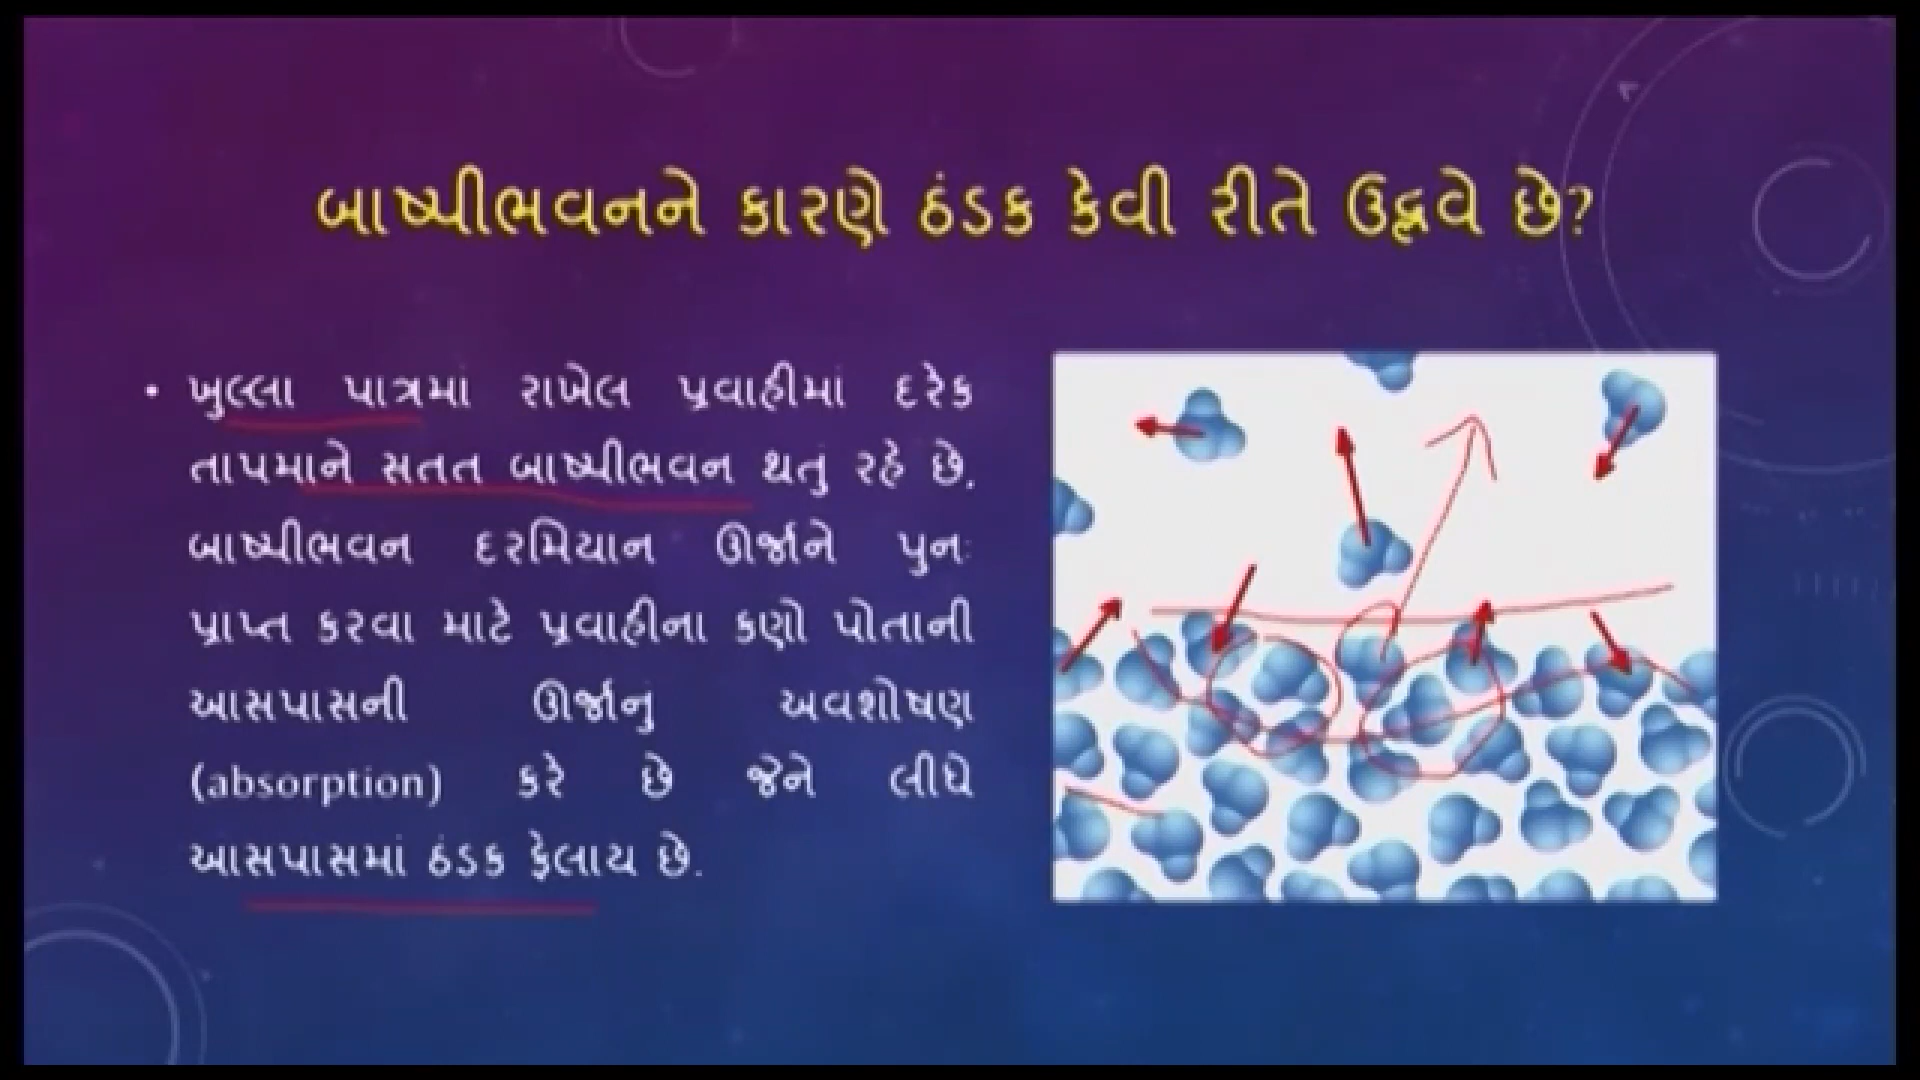 બાષ્પીભવનને કારણે ઠંડક કેવી રીતે ઉદ્ભવે છે?
• ખુલ્લા પાત્રમાં રાખેલ પ્રવાહીમાં દરેક
તાપમાને સતત બાષ્પીભવન થતું રહે છે.
બાષ્પીભવન દરમિયાન ઊર્જાને પુનઃ
પ્રાપ્ત કરવા માટે પ્રવાહીના કણો પોતાની
આસપાસની ઊર્જાનું અવશોષણ
(absorption) કરે છે જેને લીધે
આસપાસમાં ઠંડક ફેલાય છે.